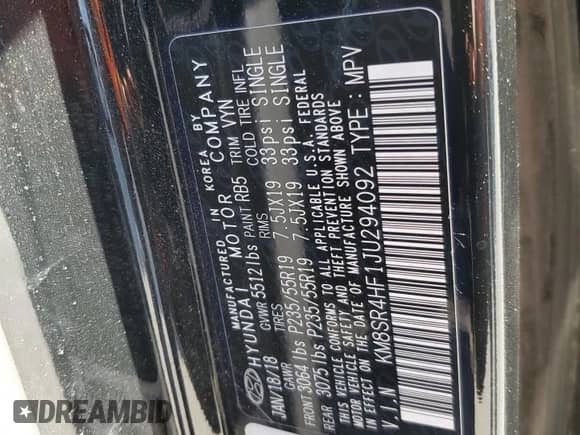 MANUFACTURED IN KOREA BY
HYUNDAI MOTOR COMPANY
JAN/18/18 GVWR 5512 lbs PAINT RB5 TRIM VYN
GAWR TIRES RIMS COLD TIRE INFL
FRONT 3064 lbs P235/55R19 7.5JX19 33psi SINGLE
REAR 3075 lbs P235/55R19 7.5JX19 33psi SINGLE
THIS VEHICLE CONFORMS TO ALL APPLICABLE U.S.A. FEDERAL
MOTOR VEHICLE SAFETY AND THEFT PREVENTION STANDARDS
IN EFFECT ON THE DATE OF MANUFACTURE SHOWN ABOVE
V.I.N KM8SR4HF1JU294092 TYPE : MPV
DREAMBID